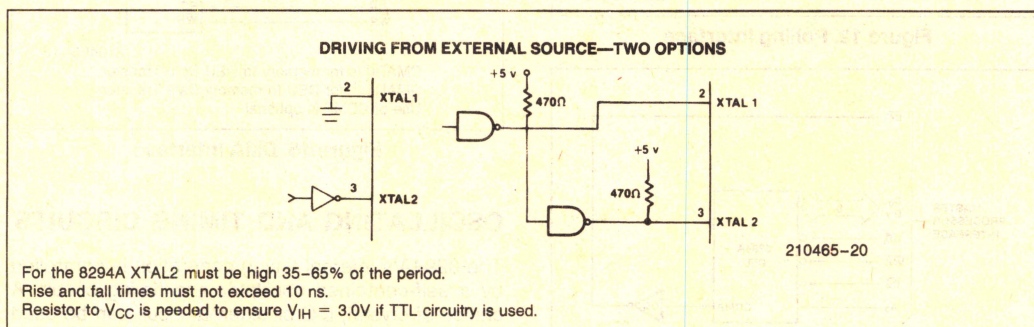 DRIVING FROM EXTERNAL SOURCE—TWO OPTIONS
2
XTAL1
3
XTAL2
+5 v
470Ω
2
XTAL 1
+5 v
470Ω
3
XTAL 2
210465–20
For the 8294A XTAL2 must be high 35–65% of the period.
Rise and fall times must not exceed 10 ns.
Resistor to VCC is needed to ensure VIH = 3.0V if TTL circuitry is used.